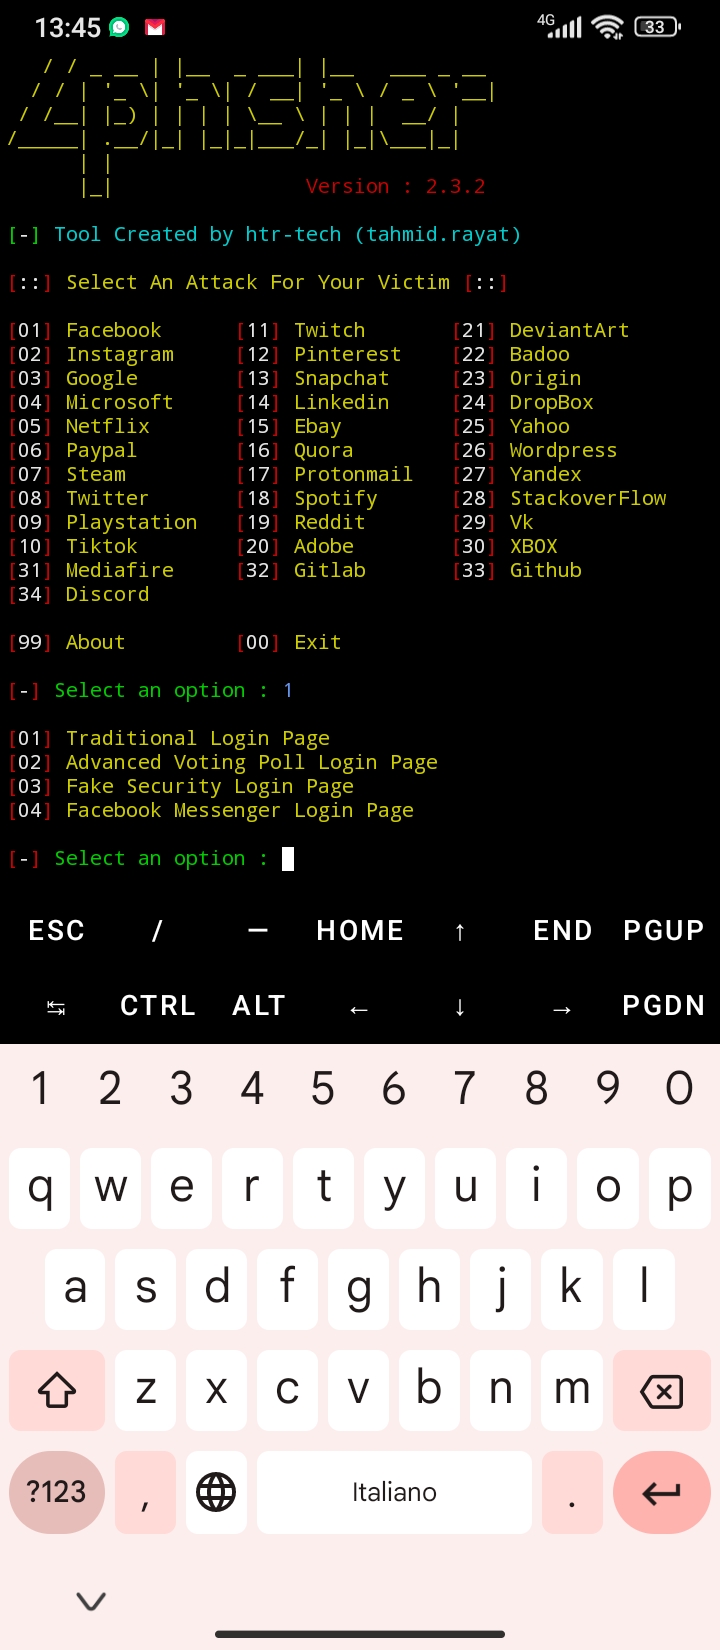 13:45
4G
33
Version : 2.3.2
[-] Tool Created by htr-tech (tahmid.rayat)
[::] Select An Attack For Your Victim [::]
[01] Facebook [11] Twitch [21] DeviantArt
[02] Instagram [12] Pinterest [22] Badoo
[03] Google [13] Snapchat [23] Origin
[04] Microsoft [14] Linkedin [24] DropBox
[05] Netflix [15] Ebay [25] Yahoo
[06] Paypal [16] Quora [26] Wordpress
[07] Steam [17] Protonmail [27] Yandex
[08] Twitter [18] Spotify [28] StackoverFlow
[09] Playstation [19] Reddit [29] Vk
[10] Tiktok [20] Adobe [30] XBOX
[31] Mediafire [32] Gitlab [33] Github
[34] Discord
[99] About [00] Exit
[-] Select an option : 1
[01] Traditional Login Page
[02] Advanced Voting Poll Login Page
[03] Fake Security Login Page
[04] Facebook Messenger Login Page
[-] Select an option :
ESC / — HOME ↑ END PGUP
↹ CTRL ALT ← ↓ → PGDN
1 2 3 4 5 6 7 8 9 0
q w e r t y u i o p
a s d f g h j k l
z x c v b n m
?123 , Italiano .